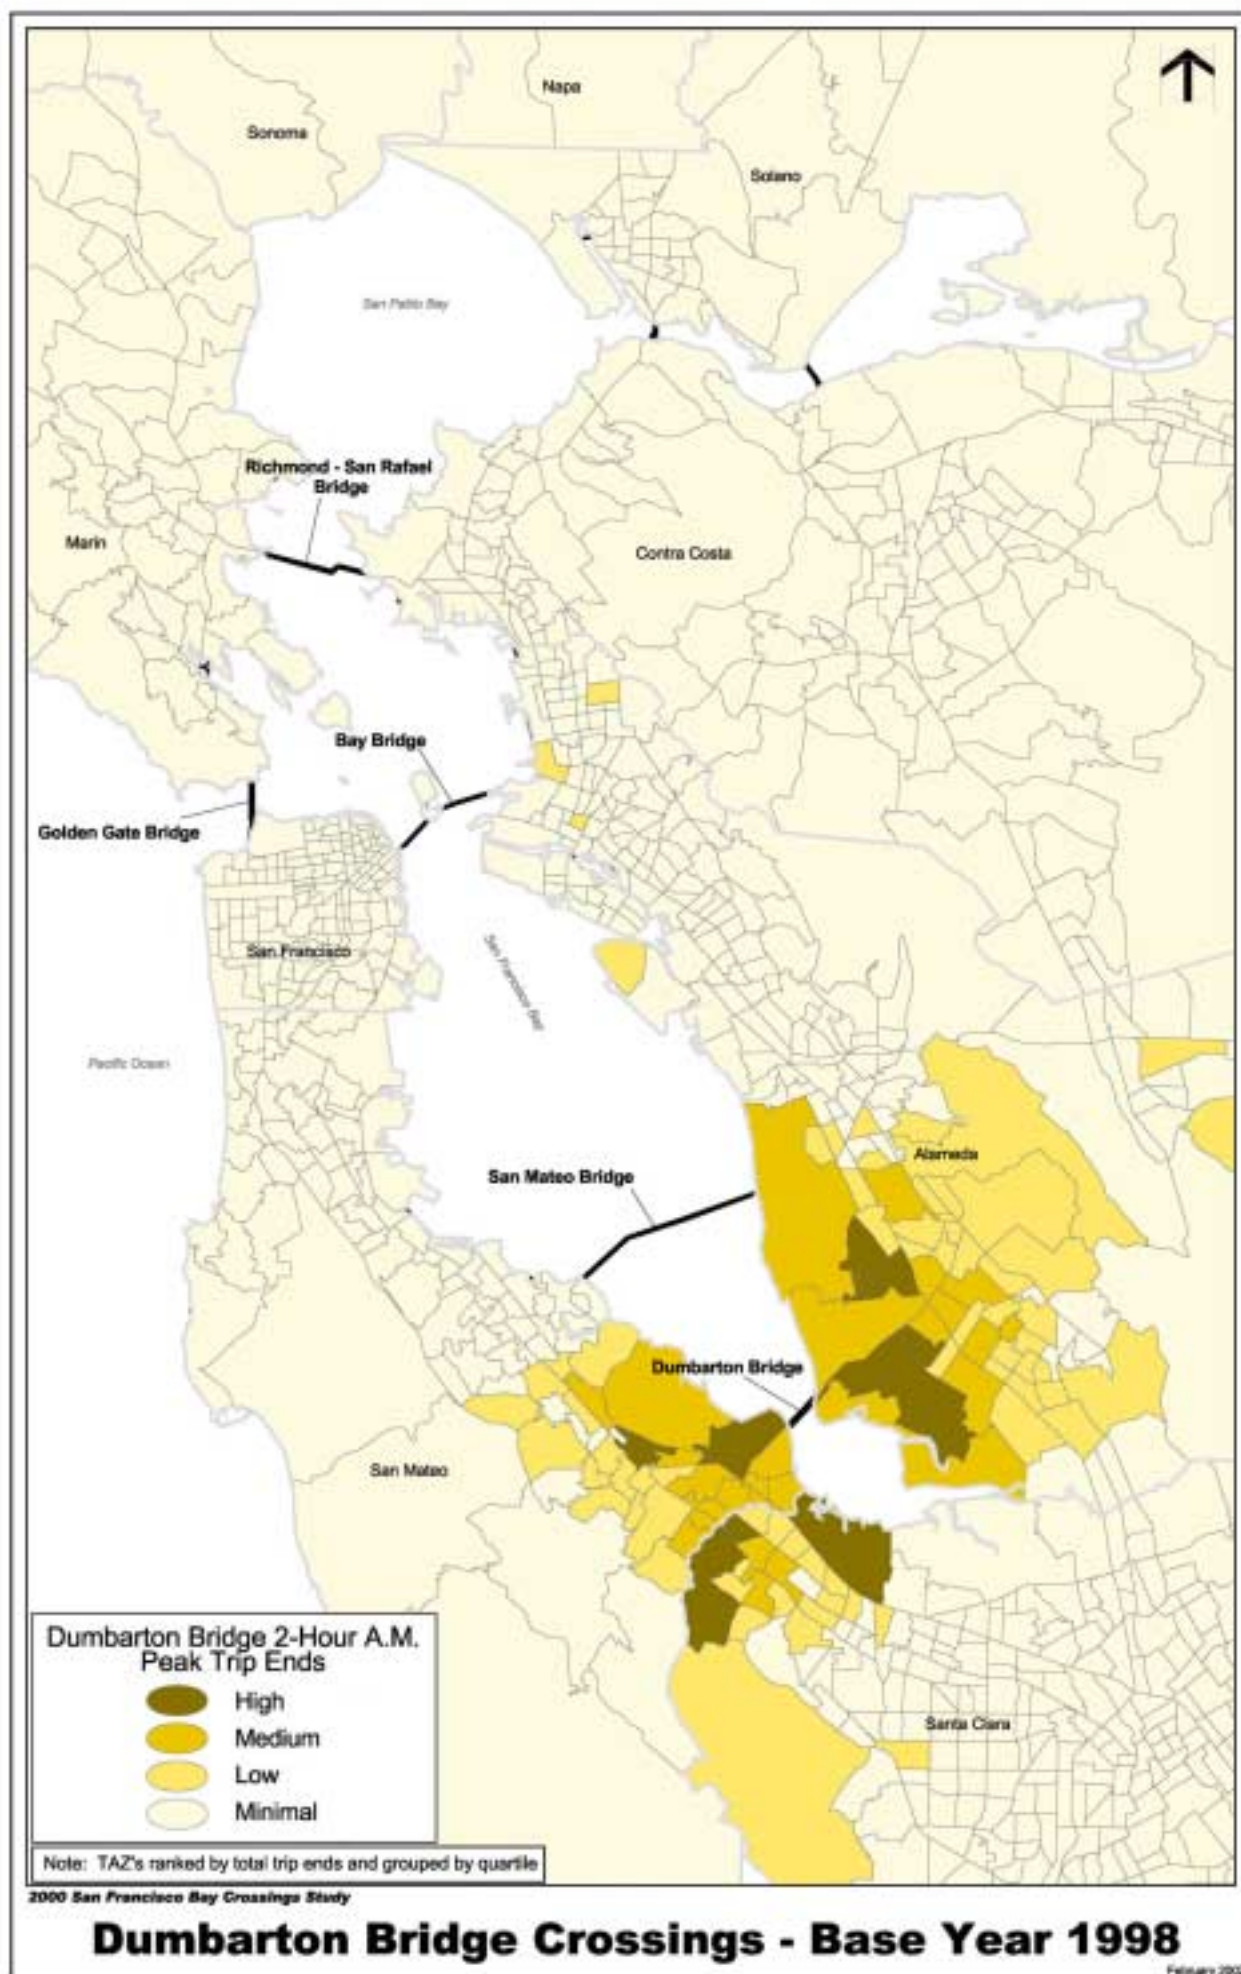 Napa
Sonoma
Solano
San Pablo Bay
Richmond - San Rafael
Bridge
Marin
Contra Costa
Bay Bridge
Golden Gate Bridge
San Francisco
San Francisco Bay
Pacific Ocean
Alameda
San Mateo Bridge
Dumbarton Bridge
San Mateo
Santa Clara
Dumbarton Bridge 2-Hour A.M.
Peak Trip Ends
High
Medium
Low
Minimal
Note: TAZ's ranked by total trip ends and grouped by quartile
2000 San Francisco Bay Crossings Study
Dumbarton Bridge Crossings - Base Year 1998
February 2002